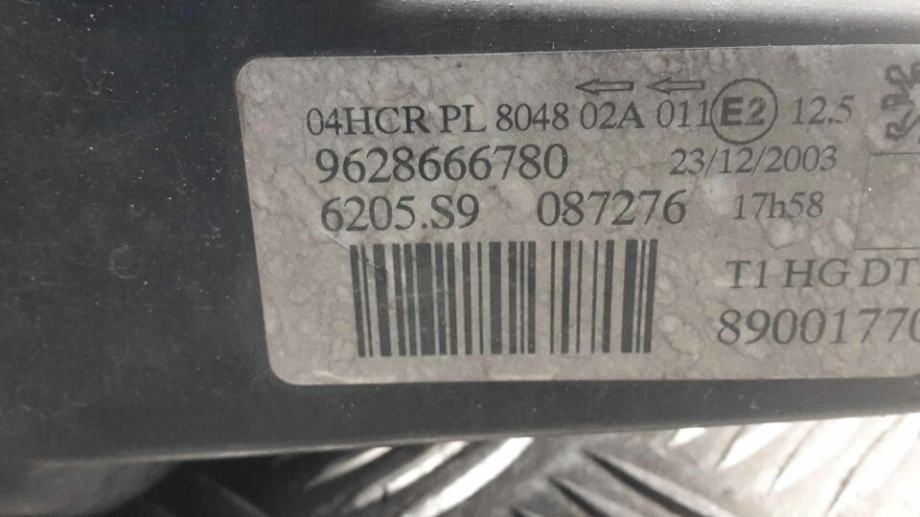 04HCR PL 8048 02A 011 E2 12.5
9628666780 23/12/2003
6205.S9 087276 17h58
T1 HG DT
89001770